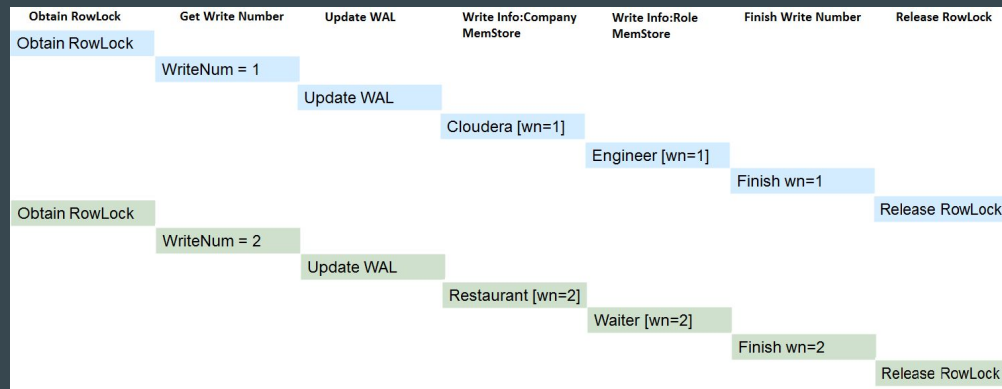 Obtain RowLock Get Write Number Update WAL Write Info:Company MemStore Write Info:Role MemStore Finish Write Number Release RowLock
Obtain RowLock
WriteNum = 1
Update WAL
Cloudera [wn=1]
Engineer [wn=1]
Finish wn=1
Release RowLock
Obtain RowLock
WriteNum = 2
Update WAL
Restaurant [wn=2]
Waiter [wn=2]
Finish wn=2
Release RowLock